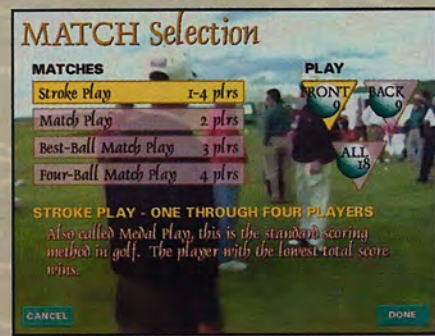 MATCH Selection
MATCHES
PLAY
Stroke Play 1-4 plrs
Match Play 2 plrs
Best-Ball Match Play 3 plrs
Four-Ball Match Play 4 plrs
FRONT
9
BACK
9
ALL
18
STROKE PLAY - ONE THROUGH FOUR PLAYERS
Also called Medal Play, this is the standard scoring
method in golf. The player with the lowest total score
wins.
CANCEL
DONE